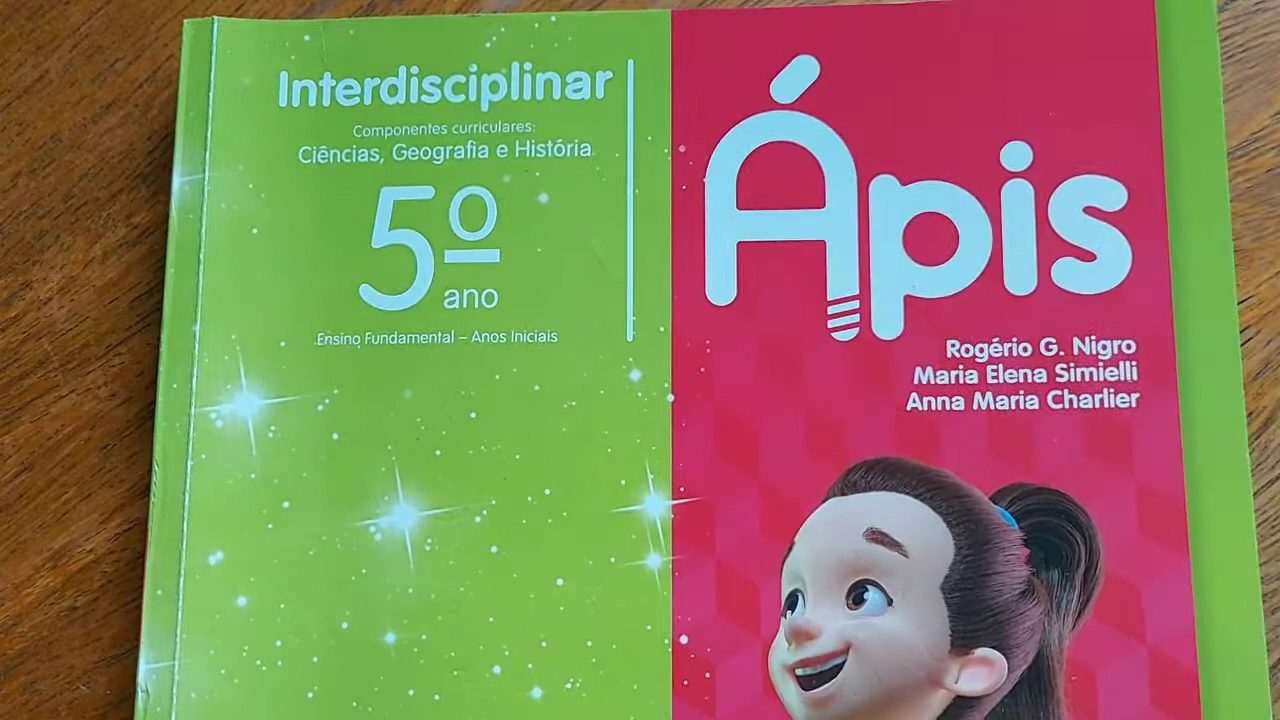 Interdisciplinar
Componentes curriculares:
Ciências, Geografia e História
5º
ano
Ensino Fundamental – Anos Iniciais
Ápis
Rogério G. Nigro
Maria Elena Simielli
Anna Maria Charlier